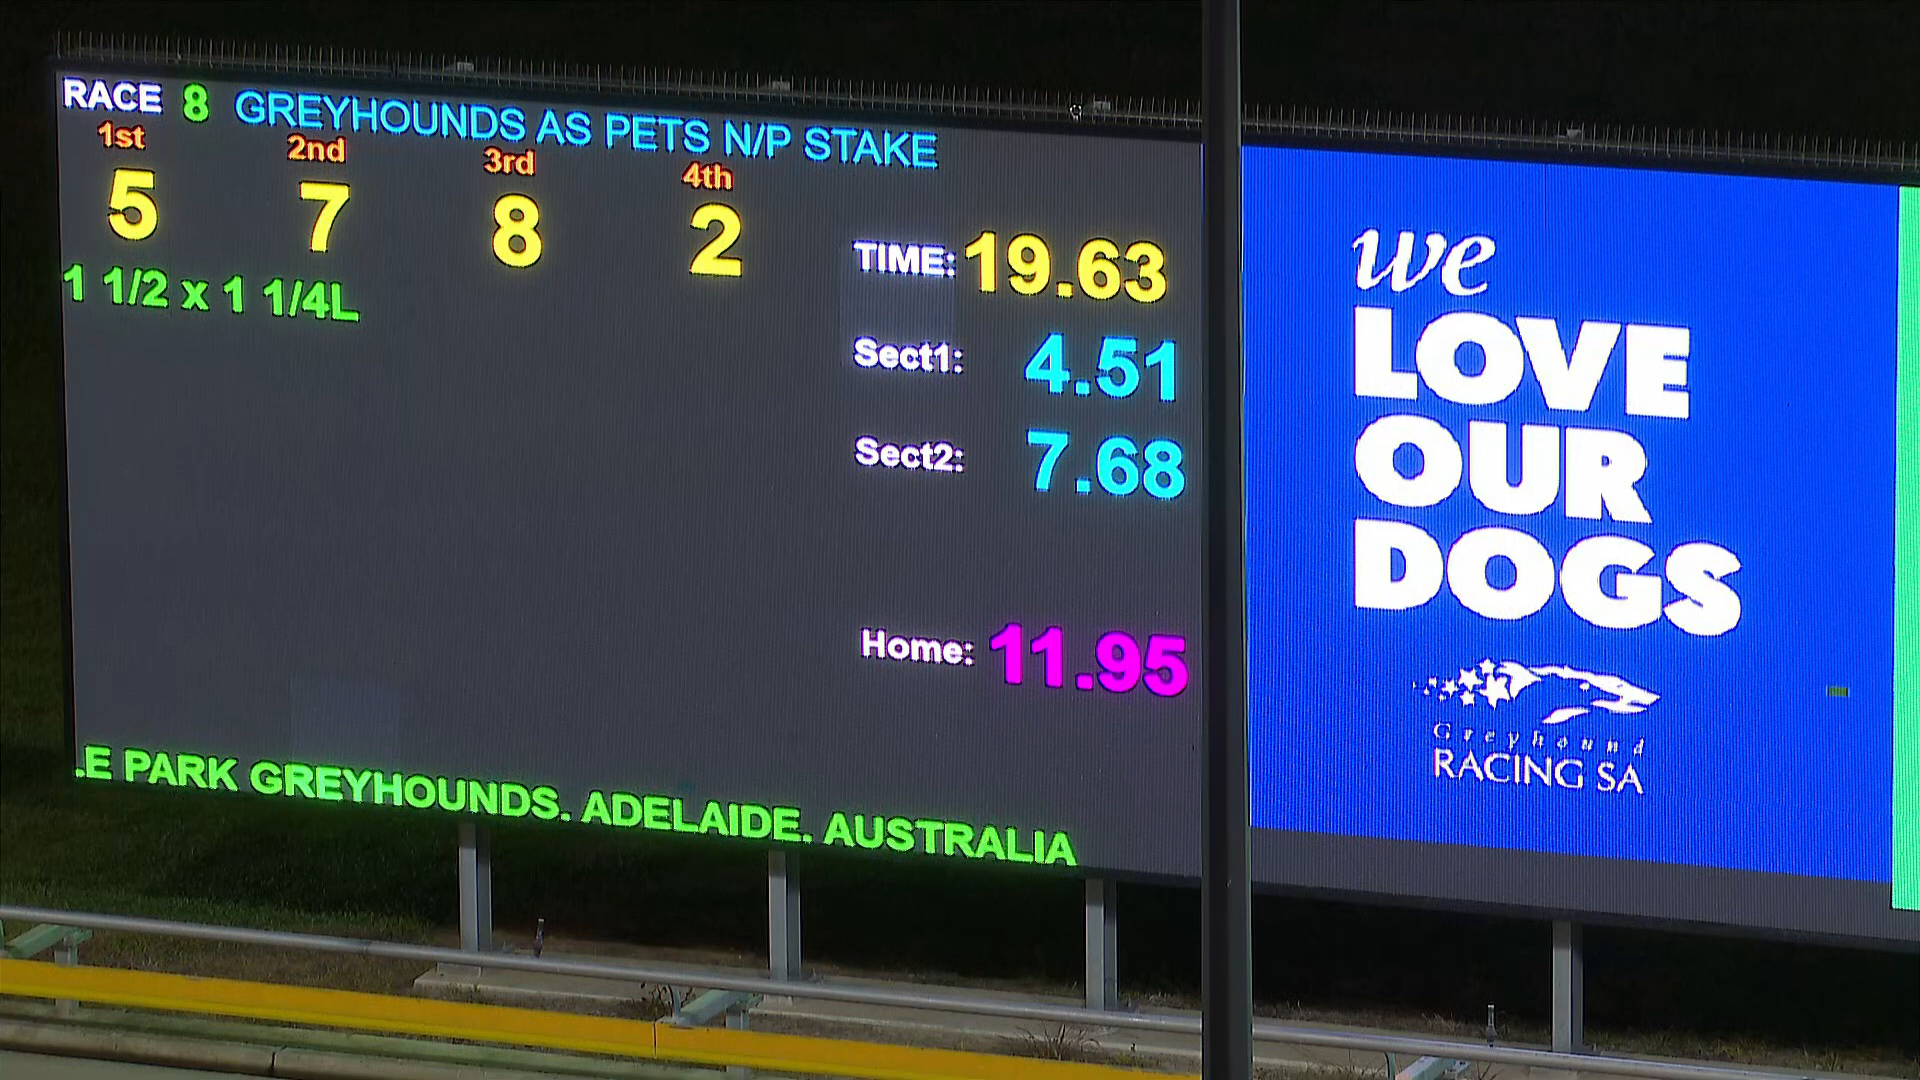 RACE 8 GREYHOUNDS AS PETS N/P STAKE
1st 2nd 3rd 4th
5 7 8 2
1 1/2 x 1 1/4L
TIME: 19.63
Sect1: 4.51
Sect2: 7.68
Home: 11.95
.E PARK GREYHOUNDS. ADELAIDE. AUSTRALIA
we
LOVE
OUR
DOGS
Greyhound
RACING SA